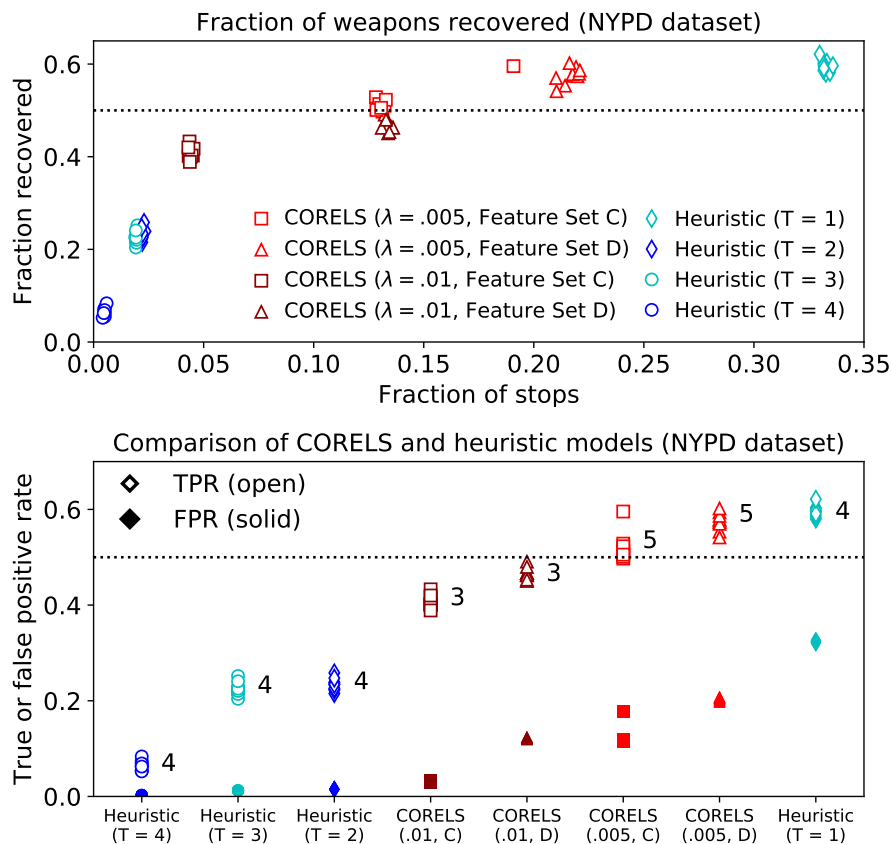 Fraction of weapons recovered (NYPD dataset)
Fraction recovered
0.6
0.4
0.2
0.0
CORELS (λ = .005, Feature Set C)
CORELS (λ = .005, Feature Set D)
CORELS (λ = .01, Feature Set C)
CORELS (λ = .01, Feature Set D)
Heuristic (T = 1)
Heuristic (T = 2)
Heuristic (T = 3)
Heuristic (T = 4)
0.00 0.05 0.10 0.15 0.20 0.25 0.30 0.35
Fraction of stops
Comparison of CORELS and heuristic models (NYPD dataset)
True or false positive rate
0.6
0.4
0.2
0.0
TPR (open)
FPR (solid)
4
4
4
3
3
5
5
4
Heuristic
(T = 4)
Heuristic
(T = 3)
Heuristic
(T = 2)
CORELS
(.01, C)
CORELS
(.01, D)
CORELS
(.005, C)
CORELS
(.005, D)
Heuristic
(T = 1)